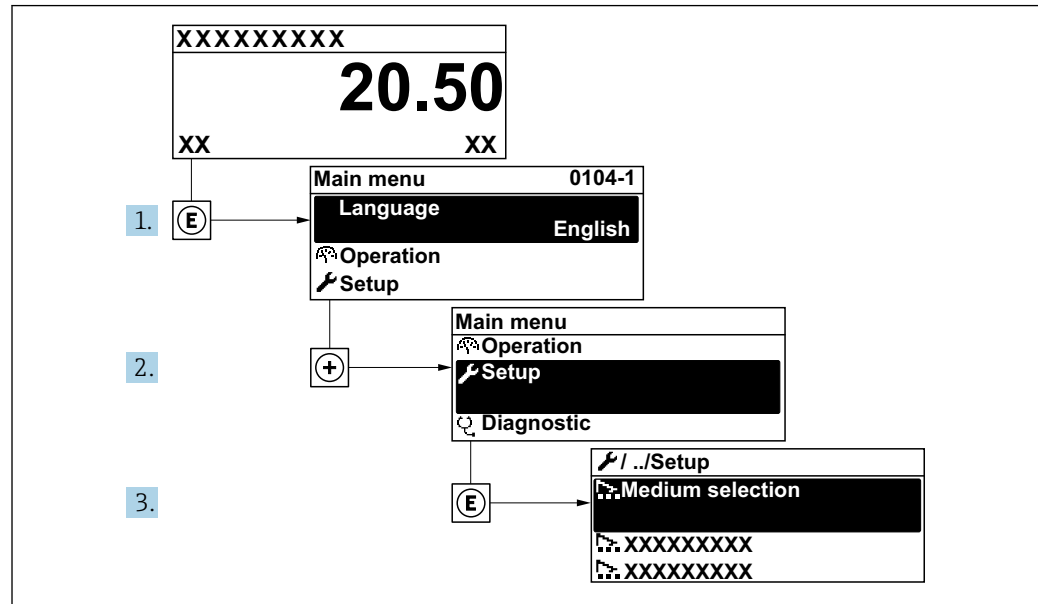 XXXXXXXXX
20.50
XX XX
Main menu 0104-1
1. E Language
English
Operation
Setup
Main menu
Operation
2. + Setup
Diagnostic
/ ../Setup
3. E Medium selection
XXXXXXXXX
XXXXXXXXX